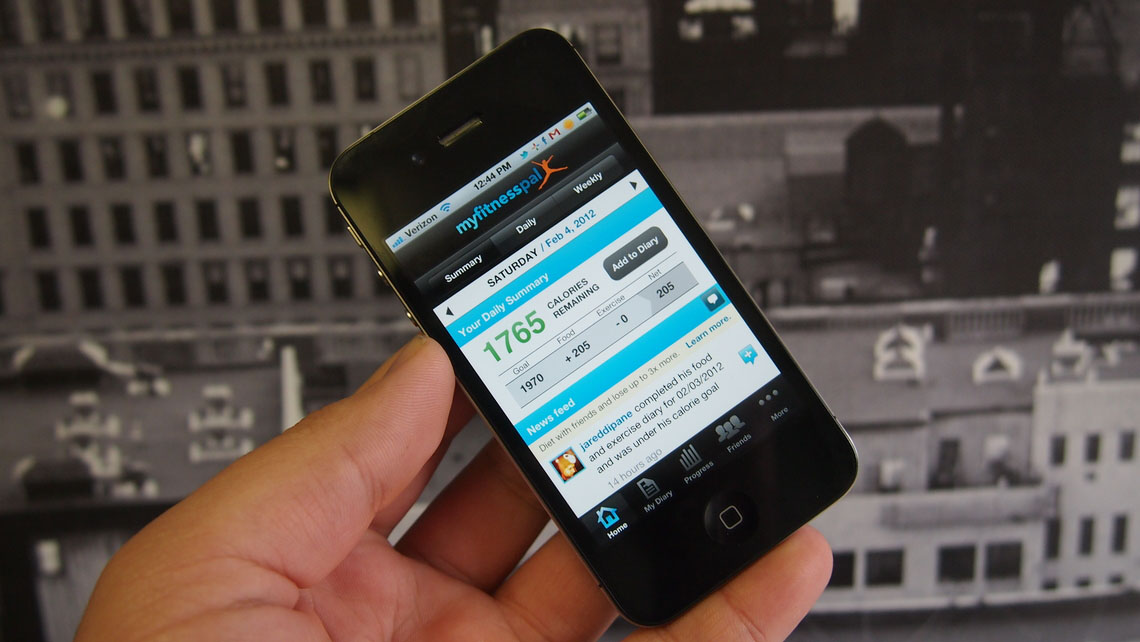 Verizon 12:44 PM
myfitnesspal
Summary Daily Weekly
SATURDAY / Feb 4, 2012
Your Daily Summary
1765 CALORIES
REMAINING
Add to Diary
Goal Food Exercise Net
1970 + 205 - 0 205
News feed
Diet with friends and lose up to 3x more. Learn more.
jareddipane completed his food
and exercise diary for 02/03/2012
and was under his calorie goal
14 hours ago
Home My Diary Progress Friends More